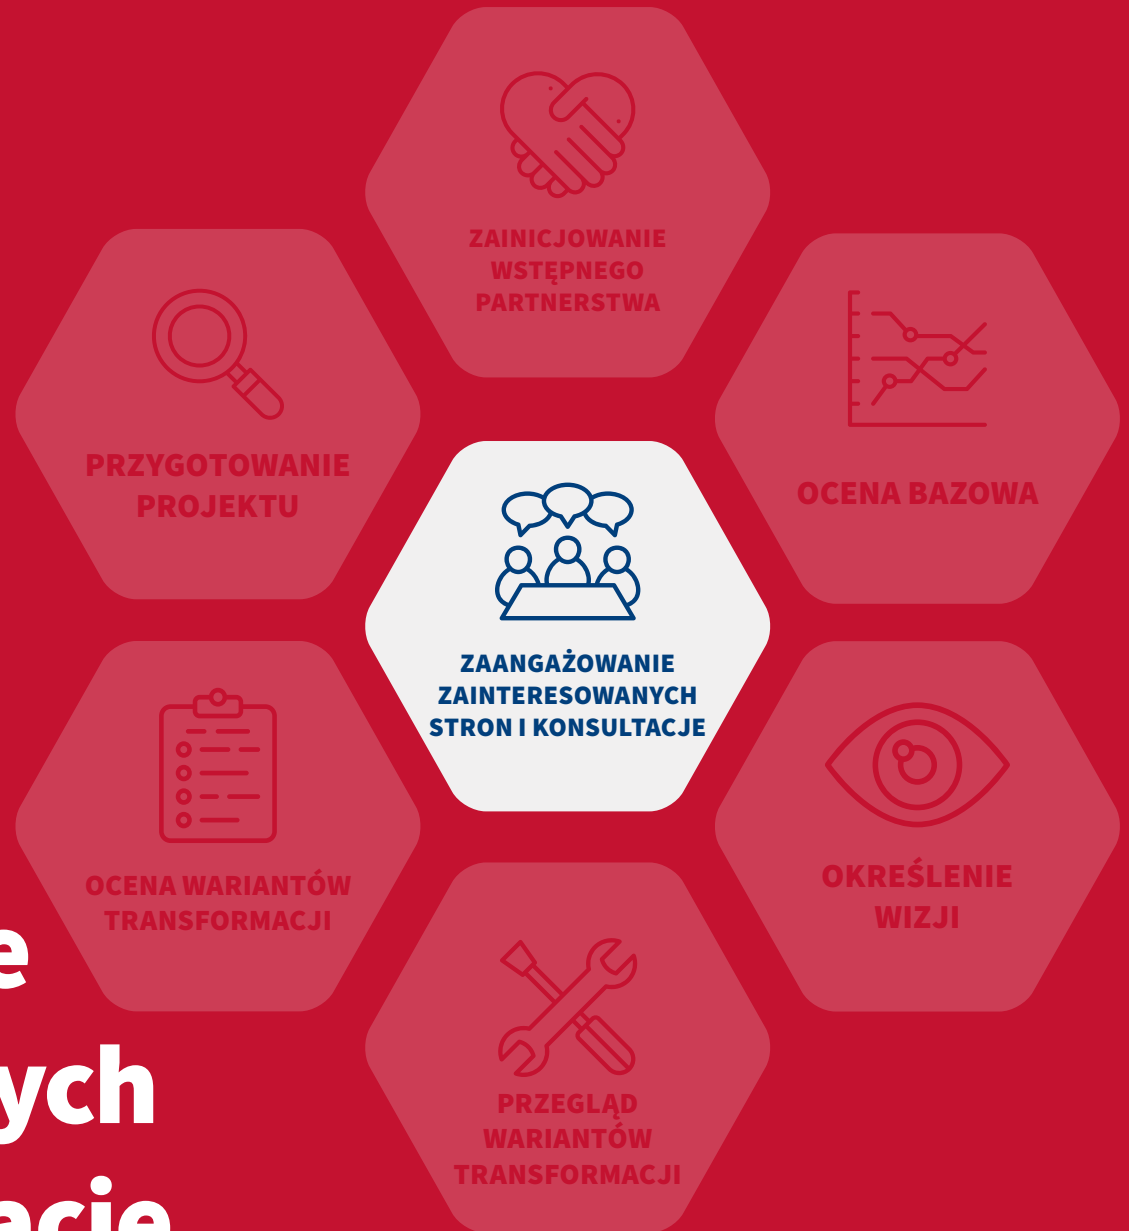 ZAINICJOWANIE
WSTĘPNEGO
PARTNERSTWA
PRZYGOTOWANIE
PROJEKTU
OCENA BAZOWA
ZAANGAŻOWANIE
ZAINTERESOWANYCH
STRON I KONSULTACJE
OCENA WARIANTÓW
TRANSFORMACJI
OKREŚLENIE
WIZJI
PRZEGLĄD
WARIANTÓW
TRANSFORMACJI
e
ych